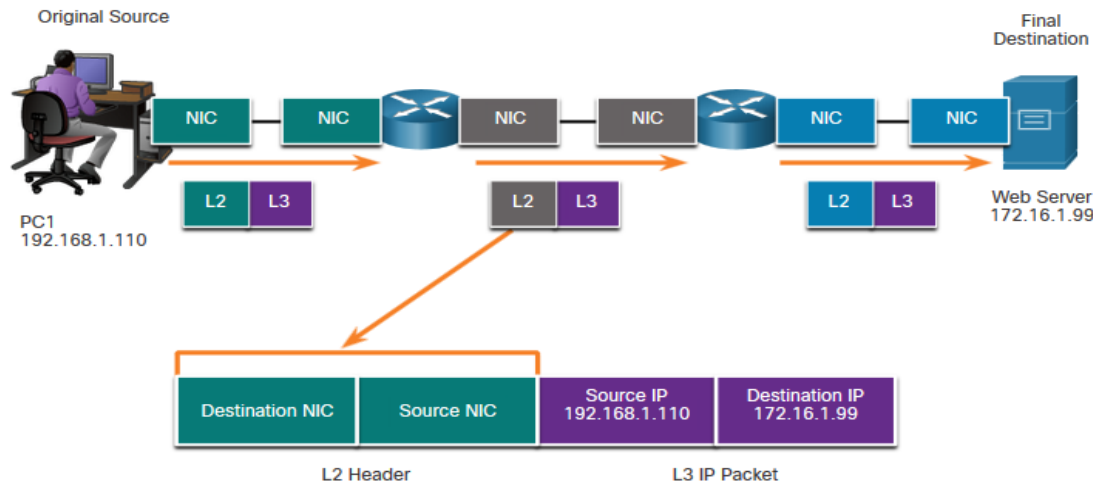 Original Source
Final
Destination
NIC
NIC
NIC
NIC
NIC
NIC
L2
L3
L2
L3
L2
L3
PC1
192.168.1.110
Web Server
172.16.1.99
Destination NIC
Source NIC
Source IP
192.168.1.110
Destination IP
172.16.1.99
L2 Header
L3 IP Packet